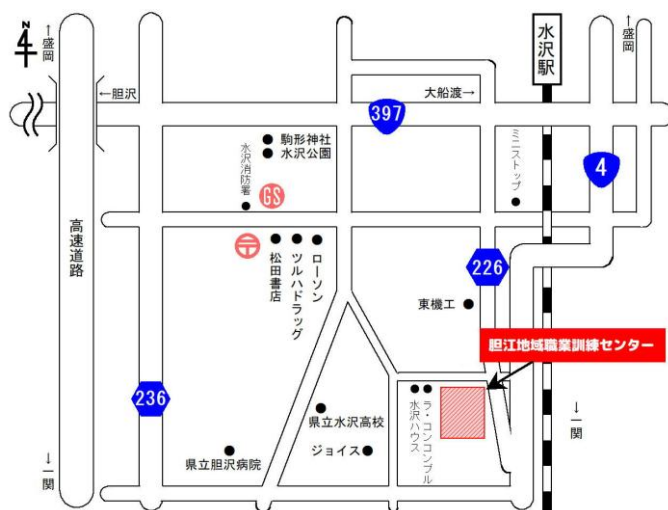 N
↑盛岡
水沢駅
↑盛岡
←胆沢
大船渡→
397
4
駒形神社
水沢公園
水沢消防署
GS
ミニストップ
高速道路
〒
松田書店
ツルハドラッグ
ローソン
226
東機工
胆江地域職業訓練センター
236
県立水沢高校
水沢ハウス
ラ・コンコンブル
県立胆沢病院
ジョイス
↓一関
↓一関